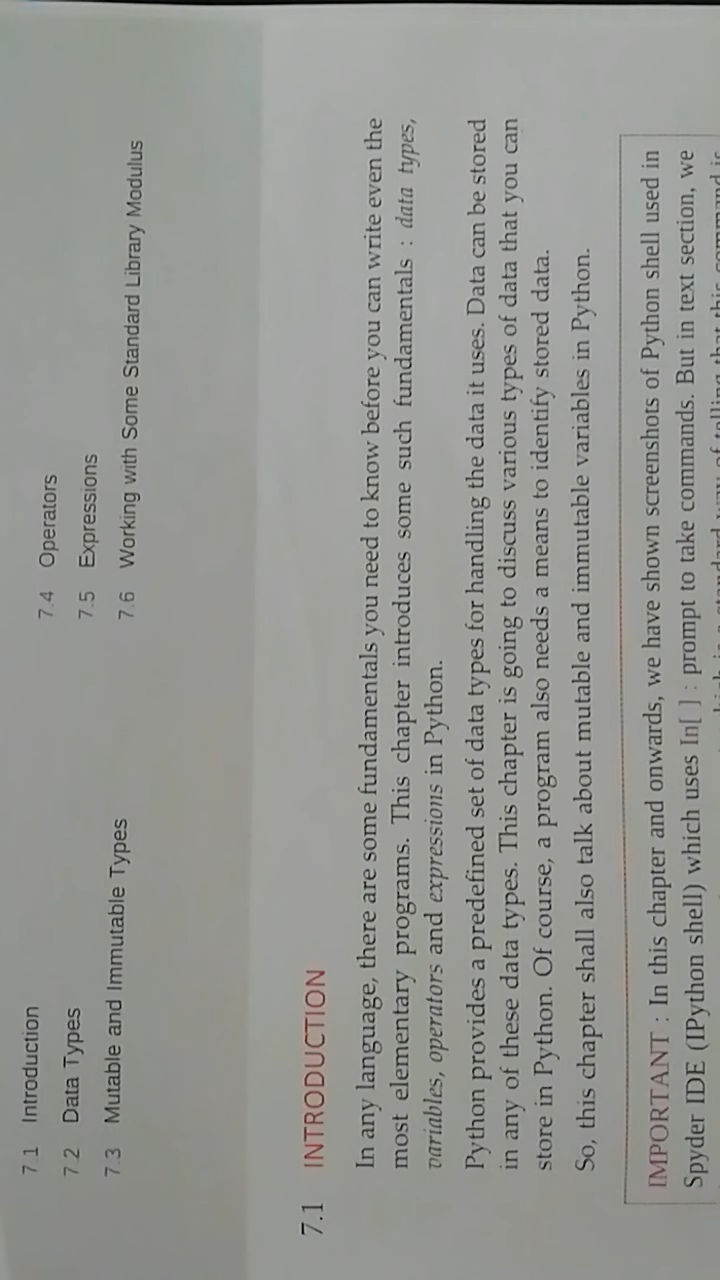 7.1 Introduction
7.2 Data Types
7.3 Mutable and Immutable Types
7.4 Operators
7.5 Expressions
7.6 Working with Some Standard Library Modulus
7.1 INTRODUCTION
In any language, there are some fundamentals you need to know before you can write even the
most elementary programs. This chapter introduces some such fundamentals : data types,
variables, operators and expressions in Python.
Python provides a predefined set of data types for handling the data it uses. Data can be stored
in any of these data types. This chapter is going to discuss various types of data that you can
store in Python. Of course, a program also needs a means to identify stored data.
So, this chapter shall also talk about mutable and immutable variables in Python.
IMPORTANT : In this chapter and onwards, we have shown screenshots of Python shell used in
Spyder IDE (IPython shell) which uses In[ ] : prompt to take commands. But in text section, we